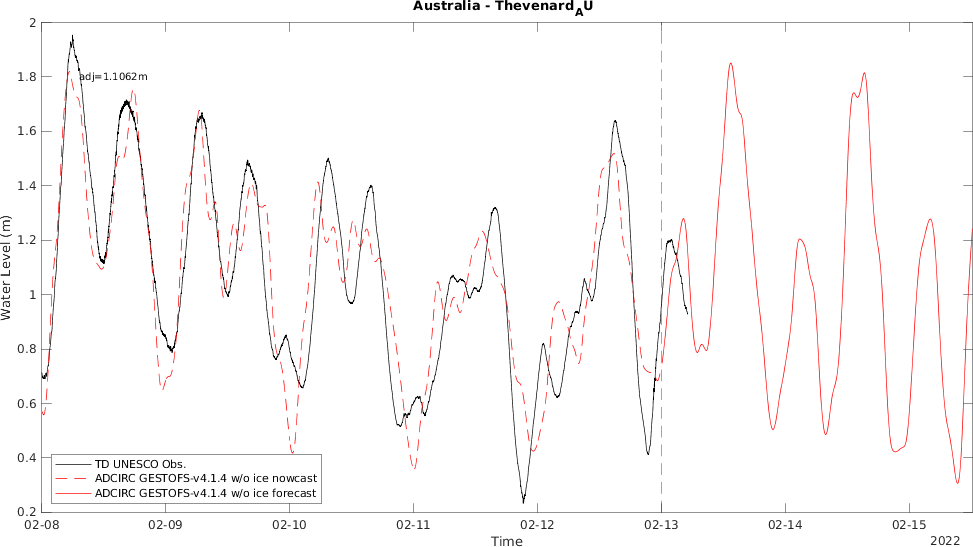 Australia - Thevenard_AU
adj=1.1062m
2
1.8
1.6
1.4
1.2
1
0.8
0.6
0.4
0.2
Water Level (m)
TD UNESCO Obs.
ADCIRC GESTOFS-v4.1.4 w/o ice nowcast
ADCIRC GESTOFS-v4.1.4 w/o ice forecast
02-08 02-09 02-10 02-11 02-12 02-13 02-14 02-15
Time
2022